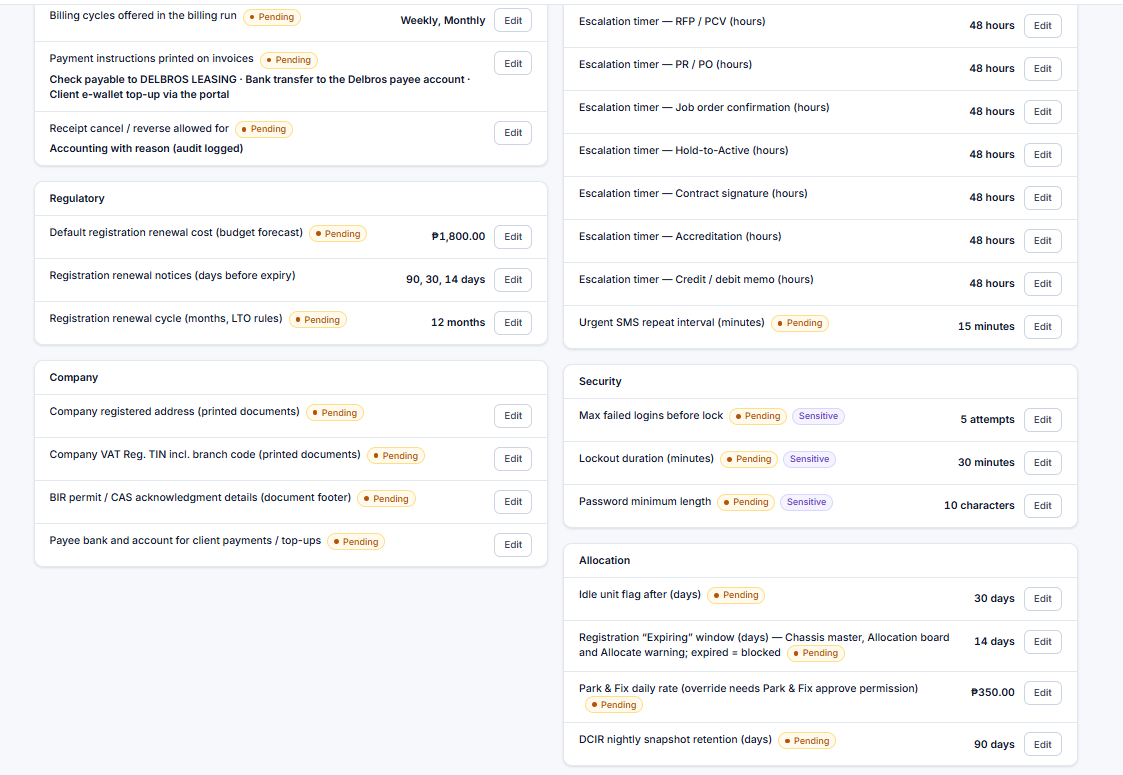 Billing cycles offered in the billing run Pending Weekly, Monthly Edit
Payment instructions printed on invoices Pending Edit
Check payable to DELBROS LEASING · Bank transfer to the Delbros payee account ·
Client e-wallet top-up via the portal
Receipt cancel / reverse allowed for Pending Edit
Accounting with reason (audit logged)
Regulatory
Default registration renewal cost (budget forecast) Pending ₱1,800.00 Edit
Registration renewal notices (days before expiry) 90, 30, 14 days Edit
Registration renewal cycle (months, LTO rules) Pending 12 months Edit
Company
Company registered address (printed documents) Pending Edit
Company VAT Reg. TIN incl. branch code (printed documents) Pending Edit
BIR permit / CAS acknowledgment details (document footer) Pending Edit
Payee bank and account for client payments / top-ups Pending Edit
Escalation timer — RFP / PCV (hours) 48 hours Edit
Escalation timer — PR / PO (hours) 48 hours Edit
Escalation timer — Job order confirmation (hours) 48 hours Edit
Escalation timer — Hold-to-Active (hours) 48 hours Edit
Escalation timer — Contract signature (hours) 48 hours Edit
Escalation timer — Accreditation (hours) 48 hours Edit
Escalation timer — Credit / debit memo (hours) 48 hours Edit
Urgent SMS repeat interval (minutes) Pending 15 minutes Edit
Security
Max failed logins before lock Pending Sensitive 5 attempts Edit
Lockout duration (minutes) Pending Sensitive 30 minutes Edit
Password minimum length Pending Sensitive 10 characters Edit
Allocation
Idle unit flag after (days) Pending 30 days Edit
Registration “Expiring” window (days) — Chassis master, Allocation board 14 days Edit
and Allocate warning; expired = blocked Pending
Park & Fix daily rate (override needs Park & Fix approve permission) ₱350.00 Edit
Pending
DCIR nightly snapshot retention (days) Pending 90 days Edit